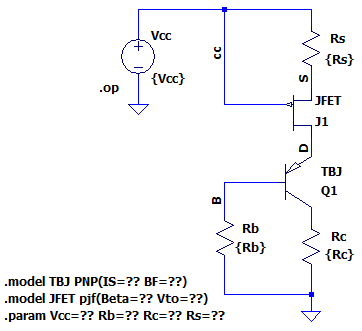 Vcc
{Vcc}
.op
cc
Rs
{Rs}
S
JFET
J1
D
TBJ
Q1
B
Rb
{Rb}
Rc
{Rc}
.model TBJ PNP(IS=?? BF=??)
.model JFET pjf(Beta=?? Vto=??)
.param Vcc=?? Rb=?? Rc=?? Rs=??